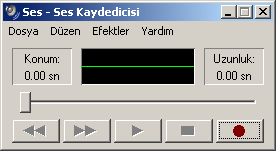 Ses - Ses Kaydedicisi
Dosya Düzen Efektler Yardım
Konum: Uzunluk:
0.00 sn 0.00 sn